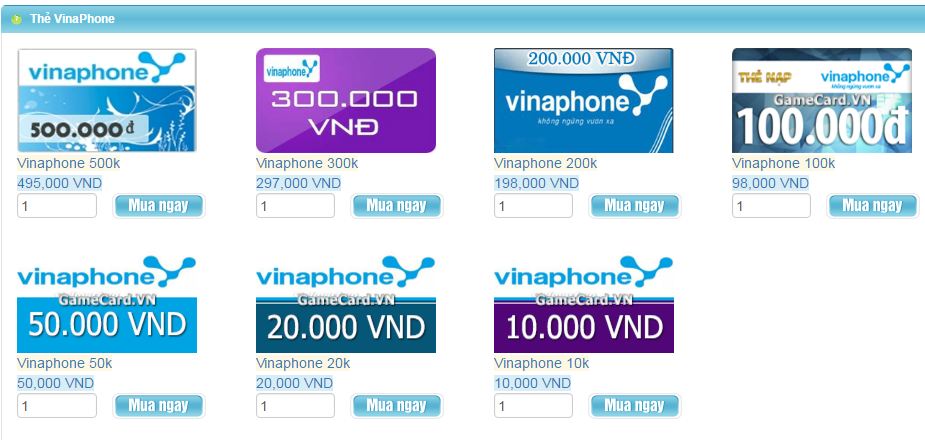 Thẻ VinaPhone
vinaphone
500.000 đ
Vinaphone 500k
495,000 VND
1
Mua ngay
vinaphone
300.000
VNĐ
Vinaphone 300k
297,000 VND
1
Mua ngay
200.000 VNĐ
vinaphone
không ngừng vươn xa
Vinaphone 200k
198,000 VND
1
Mua ngay
THẺ NẠP
vinaphone
không ngừng vươn xa
GameCard.VN
100.000đ
Vinaphone 100k
98,000 VND
1
Mua ngay
vinaphone
GameCard.VN
50.000 VND
Vinaphone 50k
50,000 VND
1
Mua ngay
vinaphone
GameCard.VN
20.000 VND
Vinaphone 20k
20,000 VND
1
Mua ngay
vinaphone
GameCard.VN
10.000 VND
Vinaphone 10k
10,000 VND
1
Mua ngay